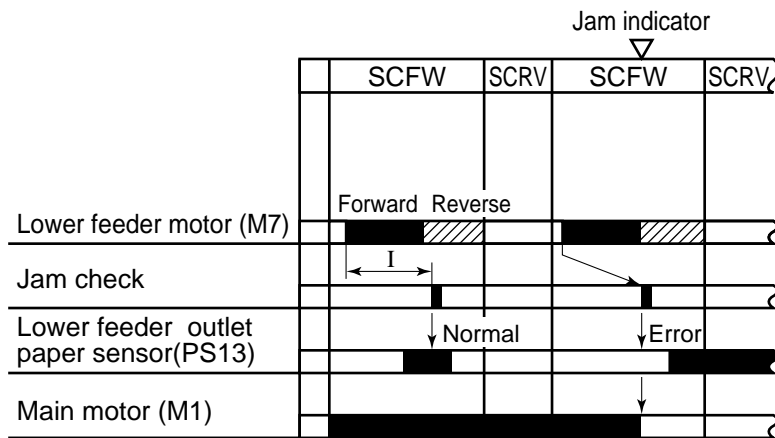 Jam indicator
SCFW SCRV SCFW SCRV
Forward Reverse
Lower feeder motor (M7)
I
Jam check
Lower feeder outlet
paper sensor(PS13)
Normal Error
Main motor (M1)